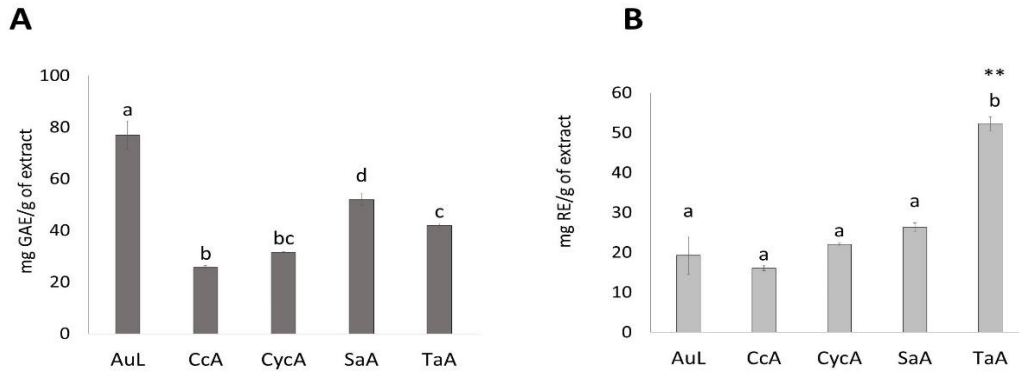 A
mg GAE/g of extract
100
80
60
40
20
0
a
b
bc
d
c
AuL CcA CycA SaA TaA
B
mg RE/g of extract
60
50
40
30
20
10
0
a
a
a
a
**
b
AuL CcA CycA SaA TaA